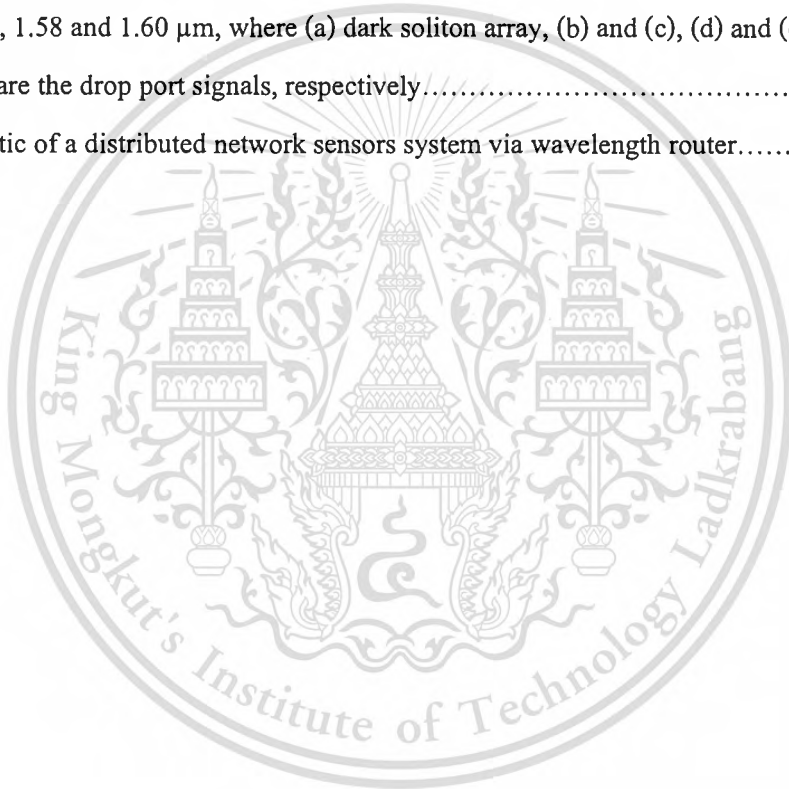 , 1.58 and 1.60 μm, where (a) dark soliton array, (b) and (c), (d) and (
are the drop port signals, respectively....................................
tic of a distributed network sensors system via wavelength router......
King Mongkut's Institute of Technology Ladkrabang